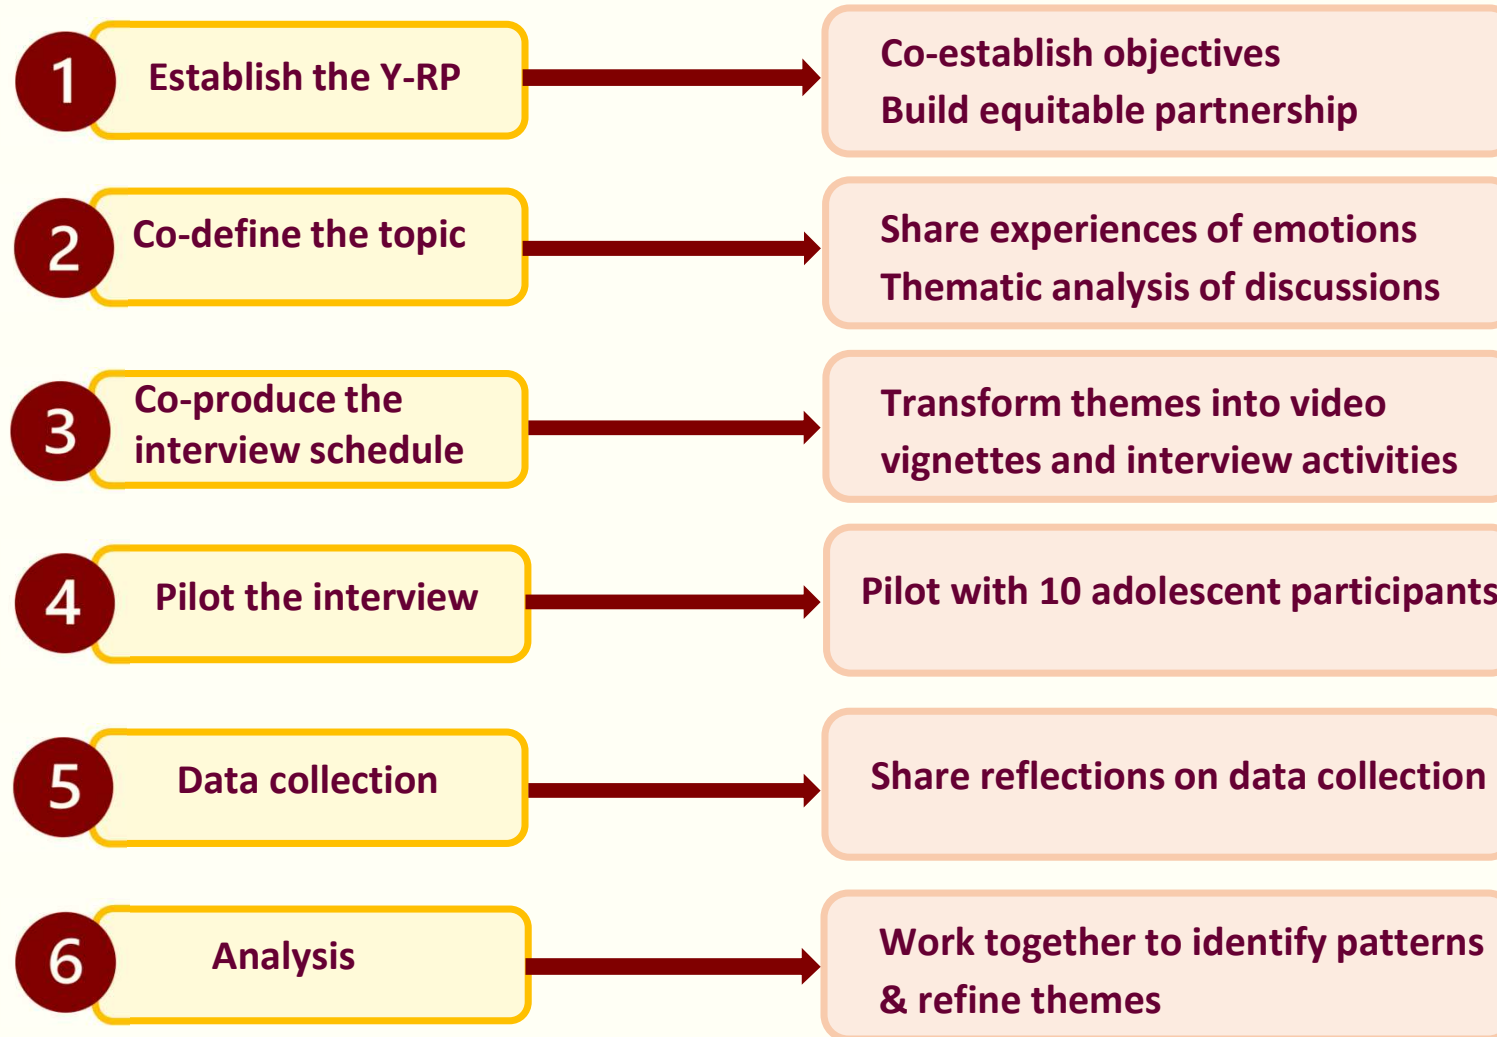 1
Establish the Y-RP
Co-establish objectives
Build equitable partnership
2
Co-define the topic
Share experiences of emotions
Thematic analysis of discussions
3
Co-produce the
interview schedule
Transform themes into video
vignettes and interview activities
4
Pilot the interview
Pilot with 10 adolescent participants
5
Data collection
Share reflections on data collection
6
Analysis
Work together to identify patterns
& refine themes